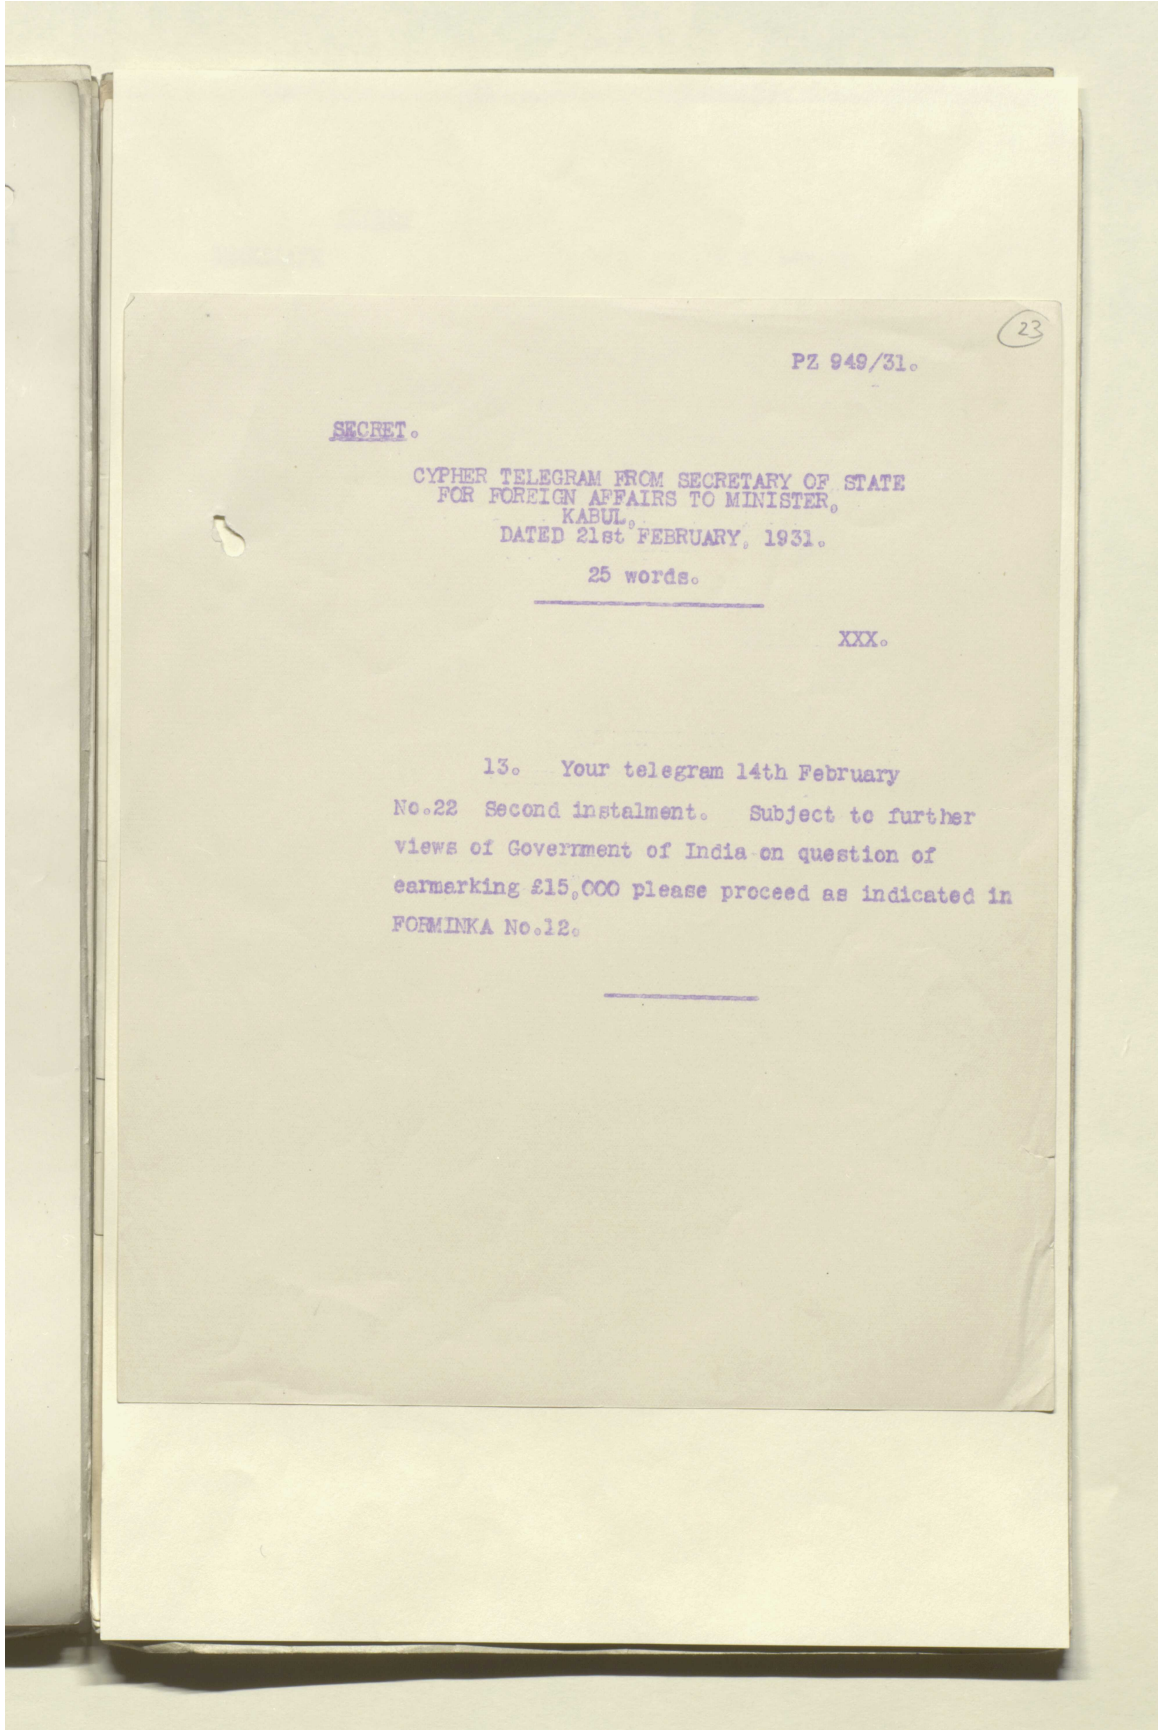 23
PZ 949/31.
SECRET.
CYPHER TELEGRAM FROM SECRETARY OF STATE
FOR FOREIGN AFFAIRS TO MINISTER,
KABUL,
DATED 21st FEBRUARY, 1931.
25 words.
XXX.
13. Your telegram 14th February
No.22 Second instalment. Subject to further
views of Government of India on question of
earmarking £15,000 please proceed as indicated in
FORMINKA No.12.